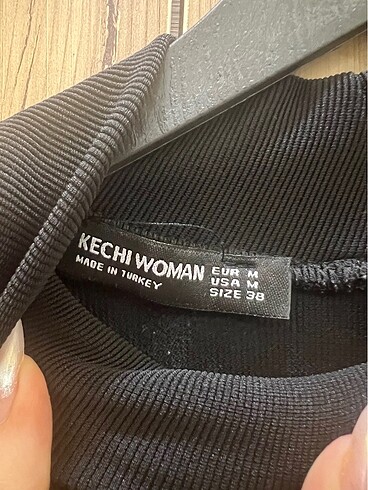 KECHI WOMAN
MADE IN TURKEY
EUR M
USA M
SIZE 38